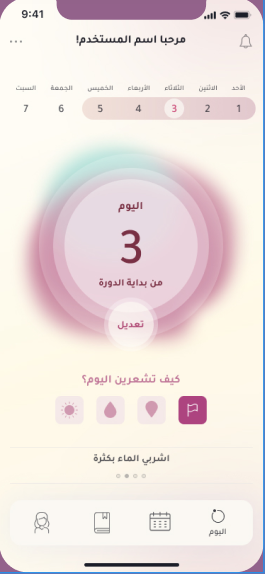 9:41
مرحبا اسم المستخدم!
الأحد الاثنين الثلاثاء الأربعاء الخميس الجمعة السبت
1 2 3 4 5 6 7
اليوم
3
من بداية الدورة
تعديل
كيف تشعرين اليوم؟
اشربي الماء بكثرة
اليوم